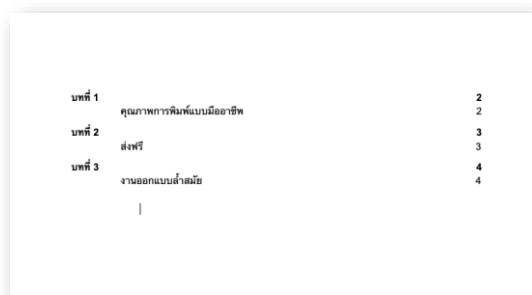 บทที่ 1 2
คุณภาพการพิมพ์แบบมืออาชีพ 2
บทที่ 2 3
ส่งฟรี 3
บทที่ 3 4
งานออกแบบล้ำสมัย 4